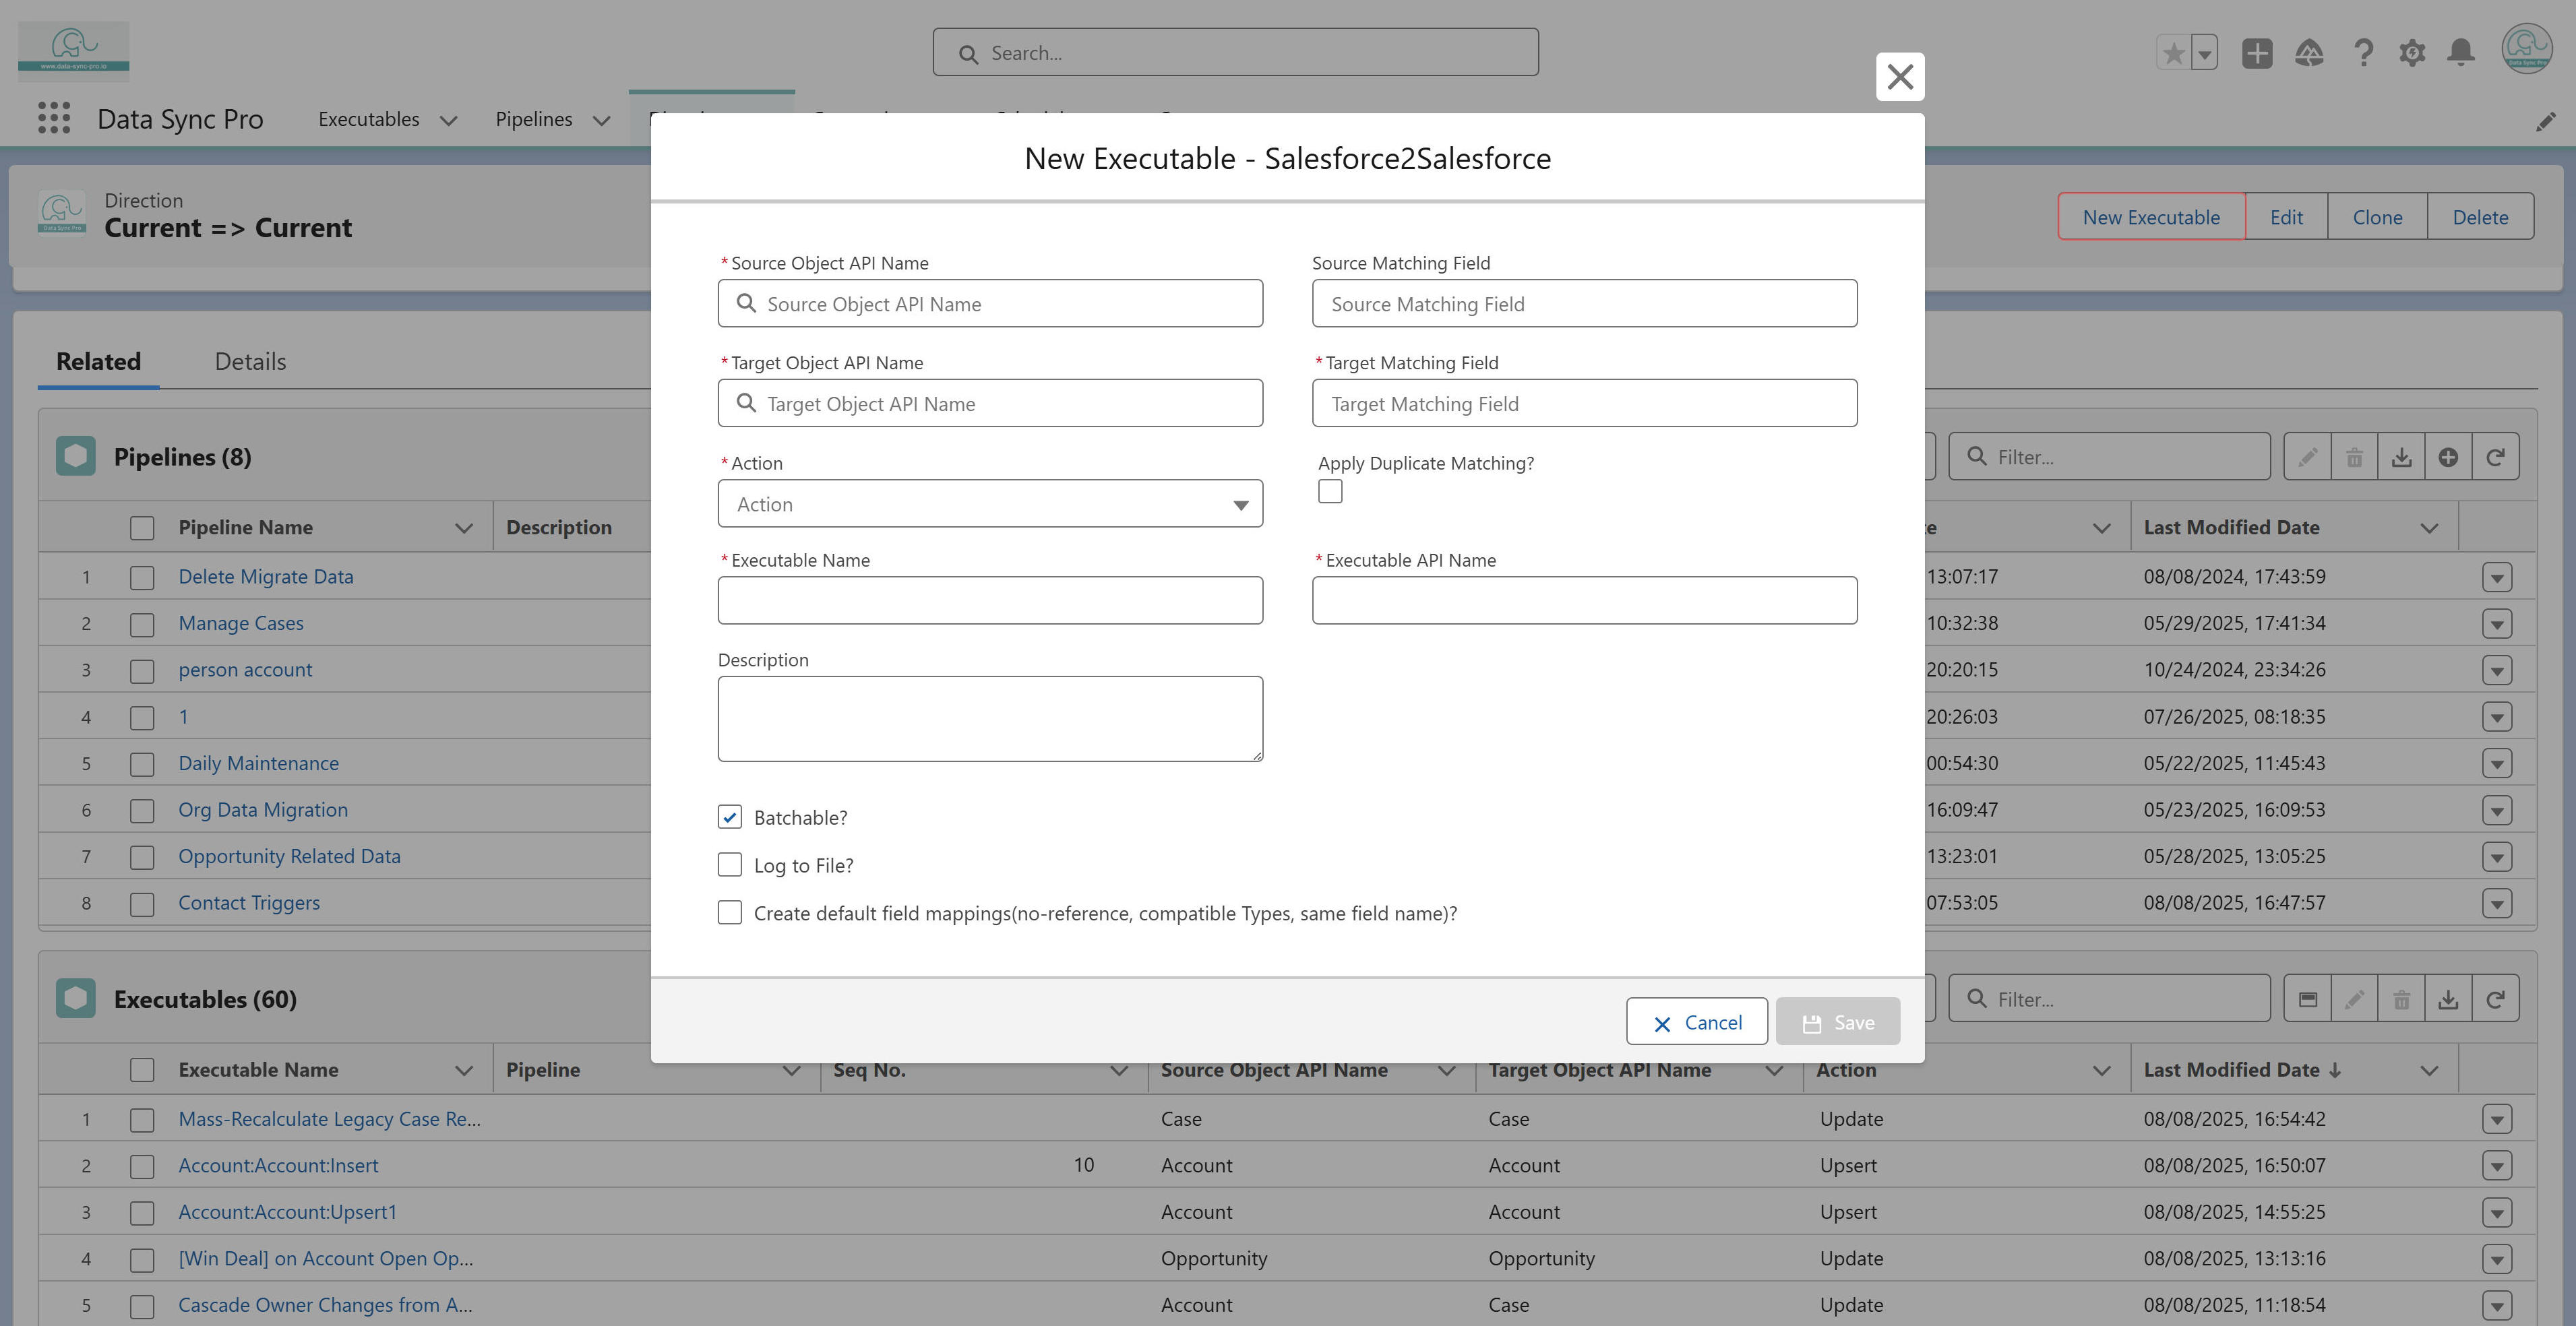 www.data-sync-pro.io
Search...
Data Sync Pro
Data Sync Pro
Executables
Pipelines
New Executable - Salesforce2Salesforce
Data Sync Pro
Direction
Current => Current
New Executable
Edit
Clone
Delete
* Source Object API Name
Source Object API Name
Source Matching Field
Source Matching Field
* Target Object API Name
Target Object API Name
* Target Matching Field
Target Matching Field
* Action
Action
Apply Duplicate Matching?
* Executable Name
* Executable API Name
Description
Batchable?
Log to File?
Create default field mappings(no-reference, compatible Types, same field name)?
Cancel
Save
Related
Details
Pipelines (8)
Filter...
Pipeline Name
Description
Last Modified Date
1 Delete Migrate Data 13:07:17 08/08/2024, 17:43:59
2 Manage Cases 10:32:38 05/29/2025, 17:41:34
3 person account 20:20:15 10/24/2024, 23:34:26
4 1 20:26:03 07/26/2025, 08:18:35
5 Daily Maintenance 00:54:30 05/22/2025, 11:45:43
6 Org Data Migration 16:09:47 05/23/2025, 16:09:53
7 Opportunity Related Data 13:23:01 05/28/2025, 13:05:25
8 Contact Triggers 07:53:05 08/08/2025, 16:47:57
Executables (60)
Filter...
Executable Name Pipeline Seq No. Source Object API Name Target Object API Name Action Last Modified Date
1 Mass-Recalculate Legacy Case Re... Case Case Update 08/08/2025, 16:54:42
2 Account:Account:Insert 10 Account Account Upsert 08/08/2025, 16:50:07
3 Account:Account:Upsert1 Account Account Upsert 08/08/2025, 14:55:25
4 [Win Deal] on Account Open Op... Opportunity Opportunity Update 08/08/2025, 13:13:16
5 Cascade Owner Changes from A... Account Case Update 08/08/2025, 11:18:54